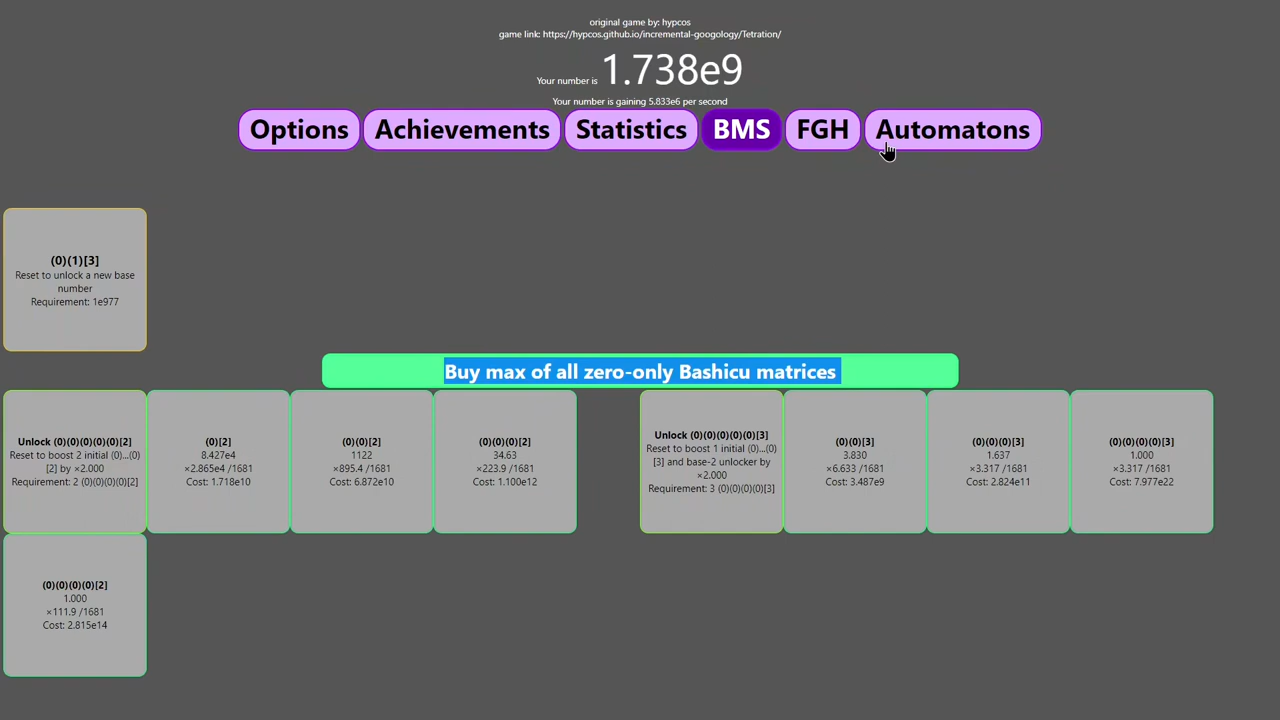 original game by: hypcos
game link: https://hypcos.github.io/incremental-googology/Tetration/
Your number is 1.738e9
Your number is gaining 5.833e6 per second
Options Achievements Statistics BMS FGH Automatons
(0)(1)[3]
Reset to unlock a new base
number
Requirement: 1e977
Buy max of all zero-only Bashicu matrices
Unlock (0)(0)(0)(0)(0)[2]
Reset to boost 2 initial (0)...(0)
[2] by ×2.000
Requirement: 2 (0)(0)(0)(0)[2]
(0)[2]
8.427e4
×2.865e4 /1681
Cost: 1.718e10
(0)(0)[2]
1122
×895.4 /1681
Cost: 6.872e10
(0)(0)(0)[2]
34.63
×223.9 /1681
Cost: 1.100e12
Unlock (0)(0)(0)(0)(0)[3]
Reset to boost 1 initial (0)...(0)
[3] and base-2 unlocker by
×2.000
Requirement: 3 (0)(0)(0)(0)[3]
(0)(0)[3]
3.830
×6.633 /1681
Cost: 3.487e9
(0)(0)(0)[3]
1.637
×3.317 /1681
Cost: 2.824e11
(0)(0)(0)(0)[3]
1.000
×3.317 /1681
Cost: 7.977e22
(0)(0)(0)(0)[2]
1.000
×111.9 /1681
Cost: 2.815e14